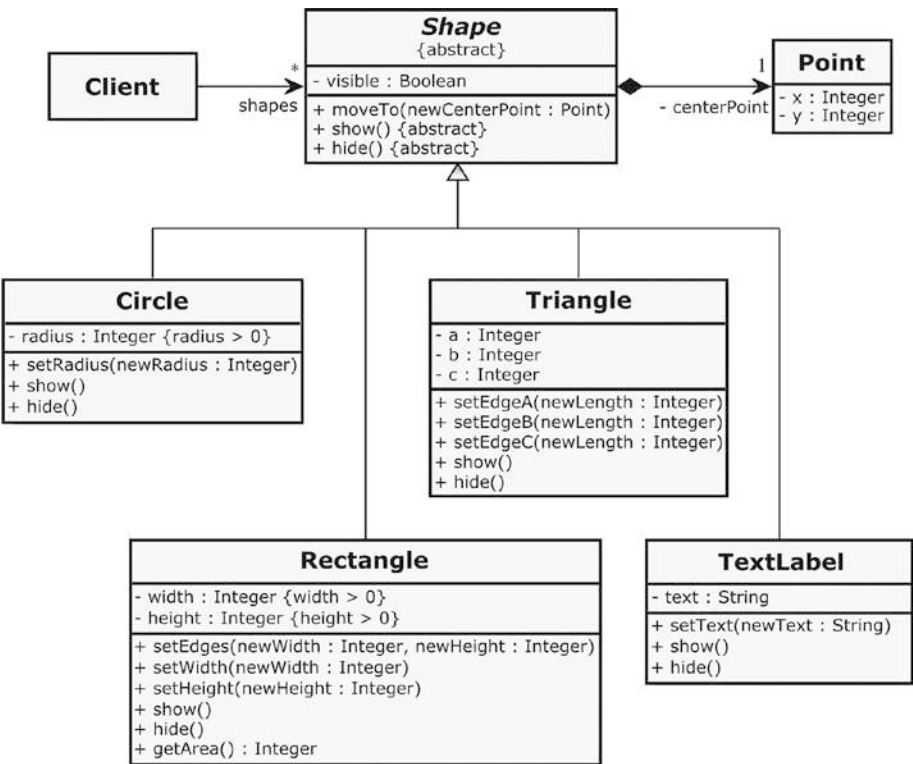 Client
*
shapes
Shape
{abstract}
- visible : Boolean
+ moveTo(newCenterPoint : Point)
+ show() {abstract}
+ hide() {abstract}
1
- centerPoint
Point
- x : Integer
- y : Integer
Circle
- radius : Integer {radius > 0}
+ setRadius(newRadius : Integer)
+ show()
+ hide()
Triangle
- a : Integer
- b : Integer
- c : Integer
+ setEdgeA(newLength : Integer)
+ setEdgeB(newLength : Integer)
+ setEdgeC(newLength : Integer)
+ show()
+ hide()
Rectangle
- width : Integer {width > 0}
- height : Integer {height > 0}
+ setEdges(newWidth : Integer, newHeight : Integer)
+ setWidth(newWidth : Integer)
+ setHeight(newHeight : Integer)
+ show()
+ hide()
+ getArea() : Integer
TextLabel
- text : String
+ setText(newText : String)
+ show()
+ hide()